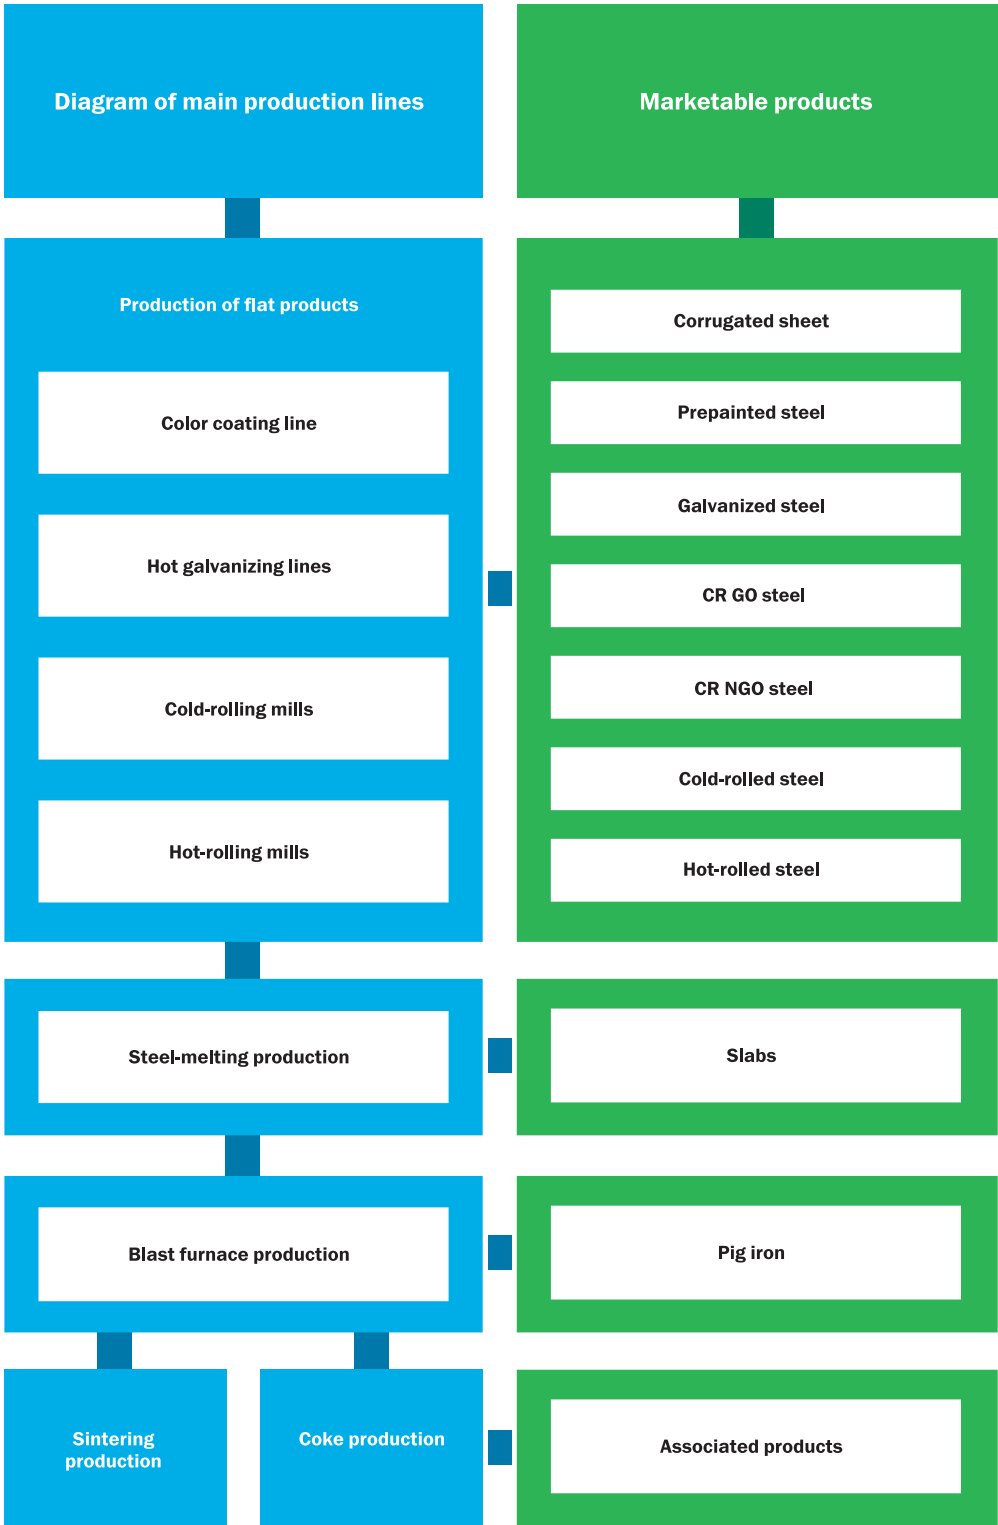 Diagram of main production lines
Marketable products
Production of flat products
Color coating line
Hot galvanizing lines
Cold-rolling mills
Hot-rolling mills
Corrugated sheet
Prepainted steel
Galvanized steel
CR GO steel
CR NGO steel
Cold-rolled steel
Hot-rolled steel
Steel-melting production
Slabs
Blast furnace production
Pig iron
Sintering
production
Coke production
Associated products